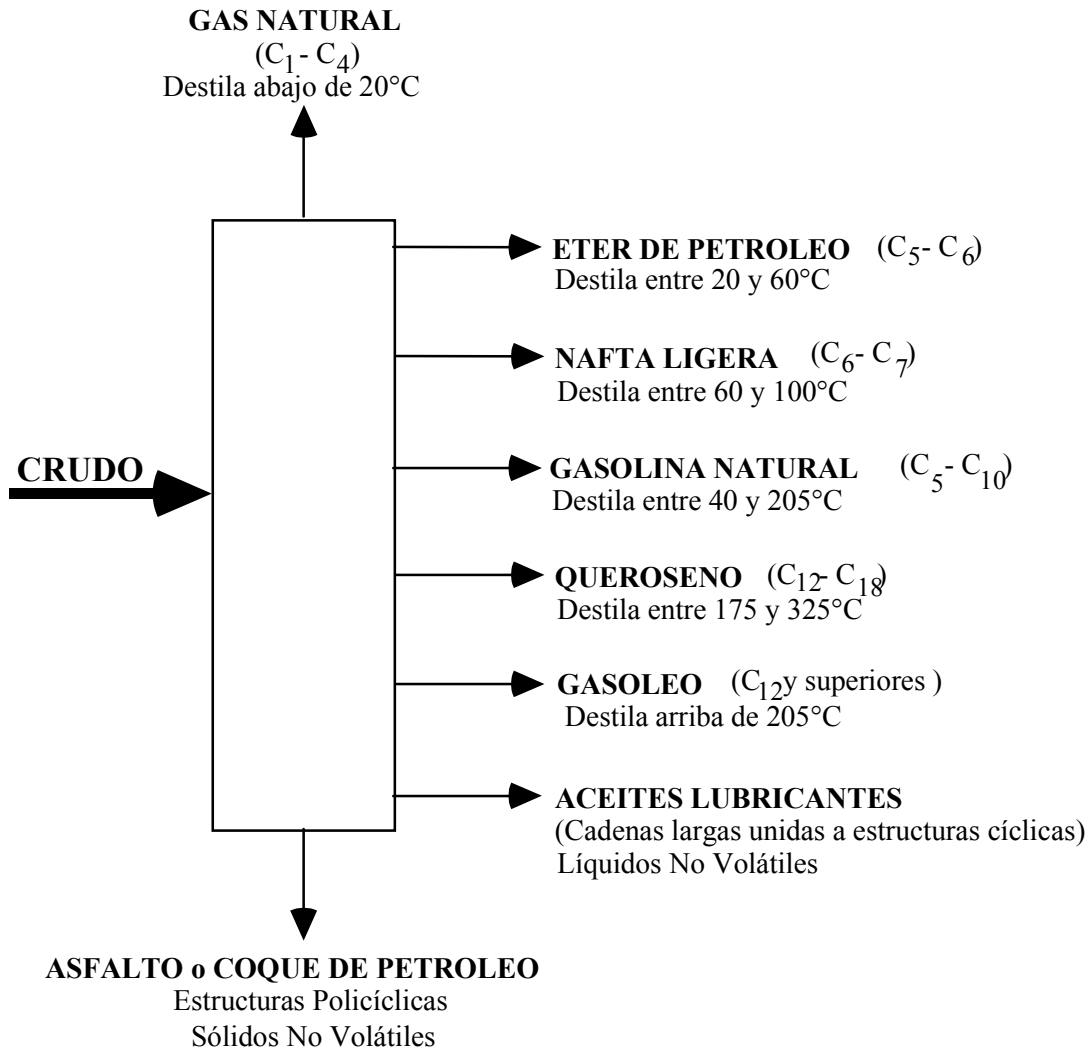 GAS NATURAL
(C₁- C₄)
Destila abajo de 20°C
ETER DE PETROLEO (C₅- C₆)
Destila entre 20 y 60°C
NAFTA LIGERA (C₆- C₇)
Destila entre 60 y 100°C
CRUDO
GASOLINA NATURAL (C₅- C₁₀)
Destila entre 40 y 205°C
QUEROSENO (C₁₂- C₁₈)
Destila entre 175 y 325°C
GASOLEO (C₁₂y superiores )
Destila arriba de 205°C
ACEITES LUBRICANTES
(Cadenas largas unidas a estructuras cíclicas)
Líquidos No Volátiles
ASFALTO o COQUE DE PETROLEO
Estructuras Policíclicas
Sólidos No Volátiles